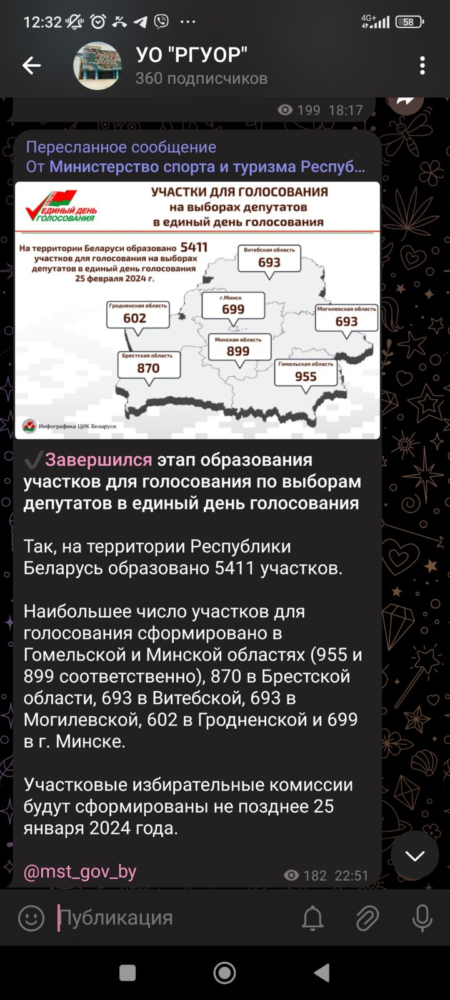 12:32
4G+
58
УО "РГУОР"
360 подписчиков
199 18:17
Пересланное сообщение
От Министерство спорта и туризма Респуб...
ЕДИНЫЙ ДЕНЬ
ГОЛОСОВАНИЯ
УЧАСТКИ ДЛЯ ГОЛОСОВАНИЯ
на выборах депутатов
в единый день голосования
На территории Беларуси образовано 5411
участков для голосования на выборах
депутатов в единый день голосования
25 февраля 2024 г.
Витебская область
693
г.Минск
699
Гродненская область
602
Могилевская область
693
Минская область
899
Брестская область
870
Гомельская область
955
Инфографика ЦИК Беларуси
✔Завершился этап образования
участков для голосования по выборам
депутатов в единый день голосования
Так, на территории Республики
Беларусь образовано 5411 участков.
Наибольшее число участков для
голосования сформировано в
Гомельской и Минской областях (955 и
899 соответственно), 870 в Брестской
области, 693 в Витебской, 693 в
Могилевской, 602 в Гродненской и 699
в г. Минске.
Участковые избирательные комиссии
будут сформированы не позднее 25
января 2024 года.
@mst_gov_by
182 22:51
Публикация